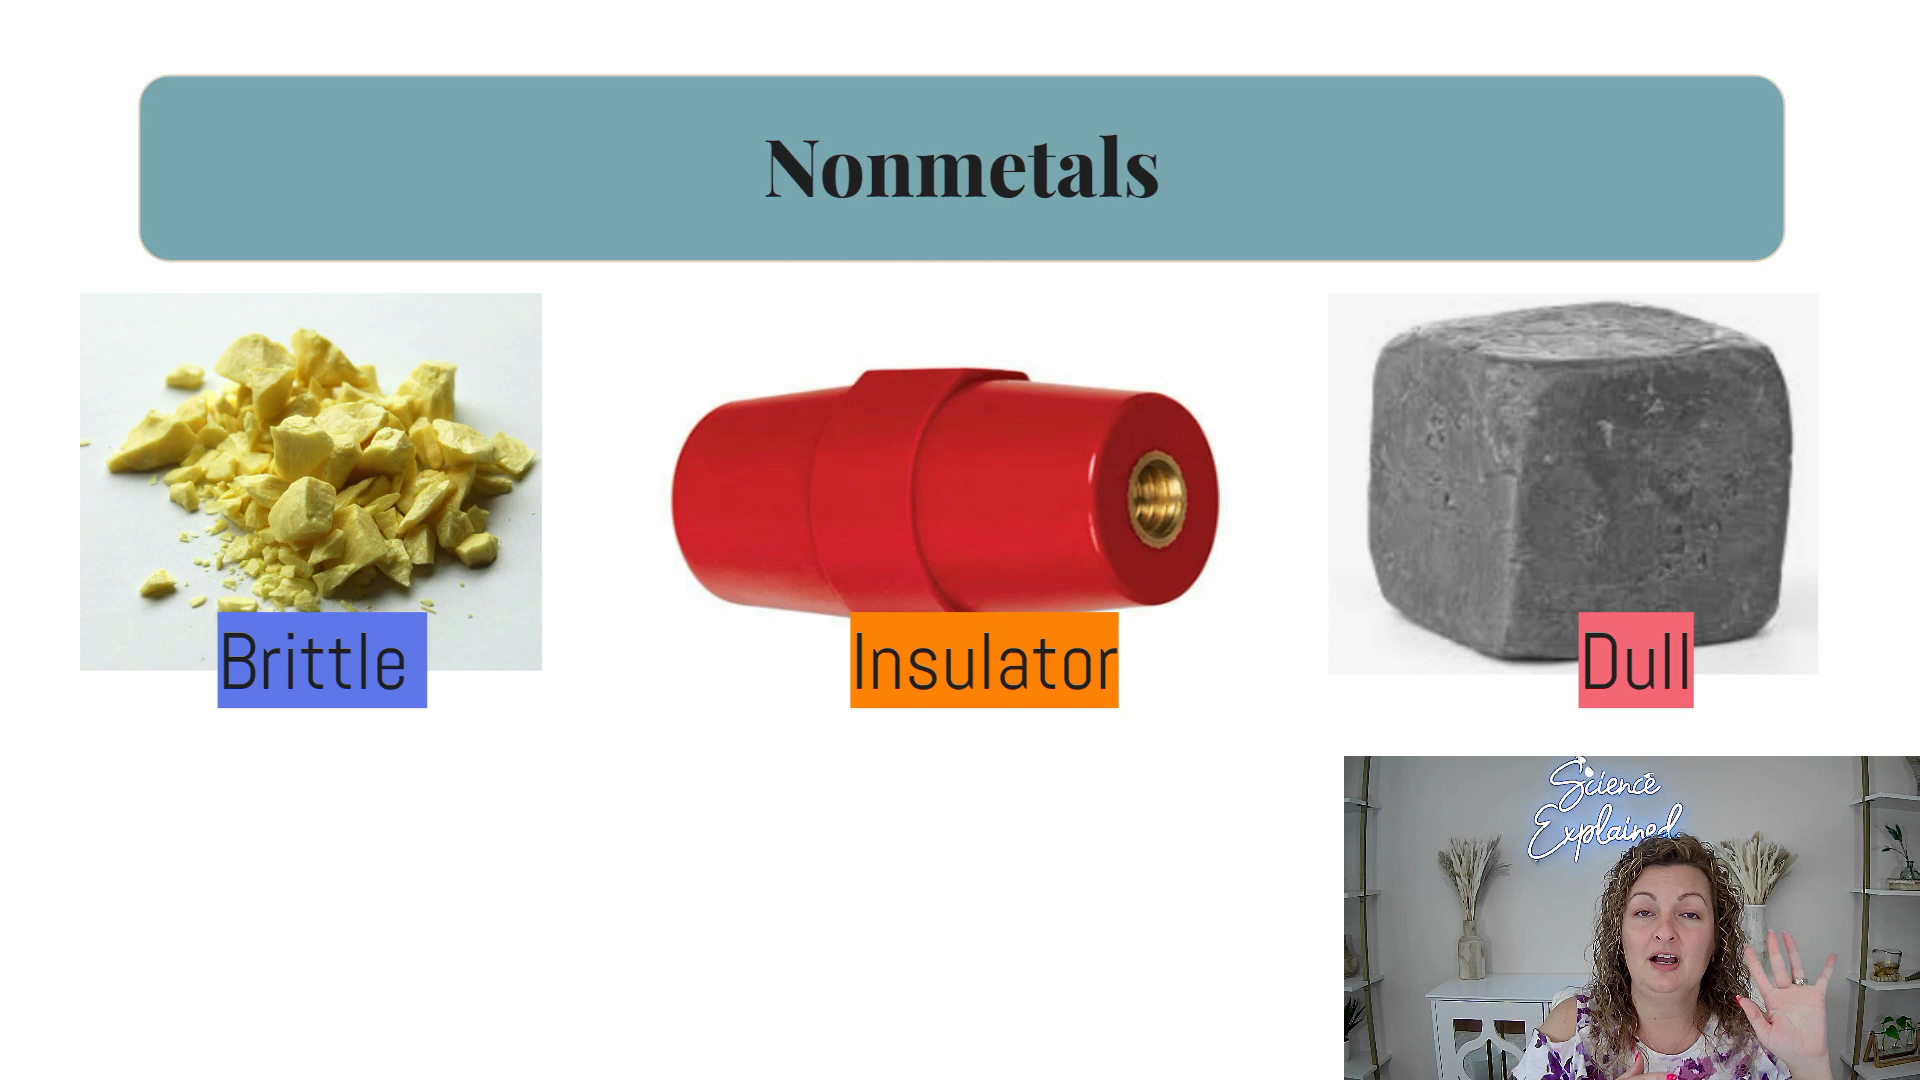 Nonmetals
Brittle
Insulator
Dull
Science
Explained